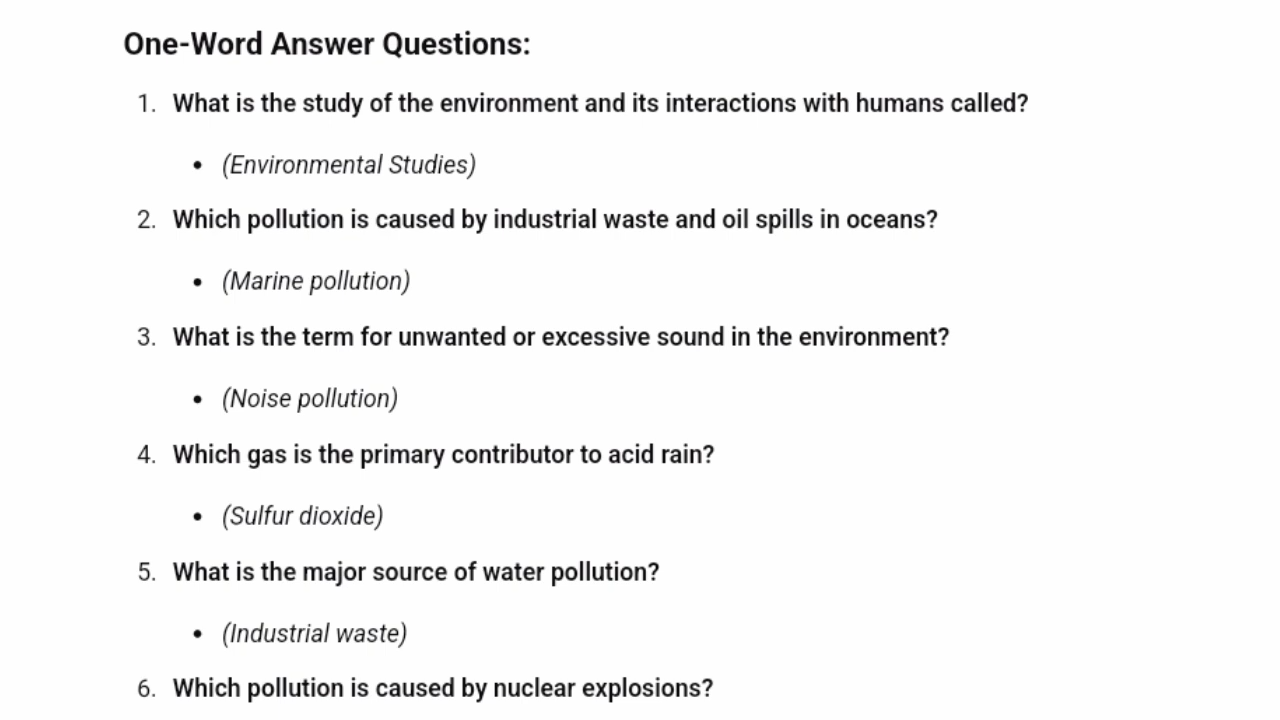 One-Word Answer Questions:
1. What is the study of the environment and its interactions with humans called?
• (Environmental Studies)
2. Which pollution is caused by industrial waste and oil spills in oceans?
• (Marine pollution)
3. What is the term for unwanted or excessive sound in the environment?
• (Noise pollution)
4. Which gas is the primary contributor to acid rain?
• (Sulfur dioxide)
5. What is the major source of water pollution?
• (Industrial waste)
6. Which pollution is caused by nuclear explosions?